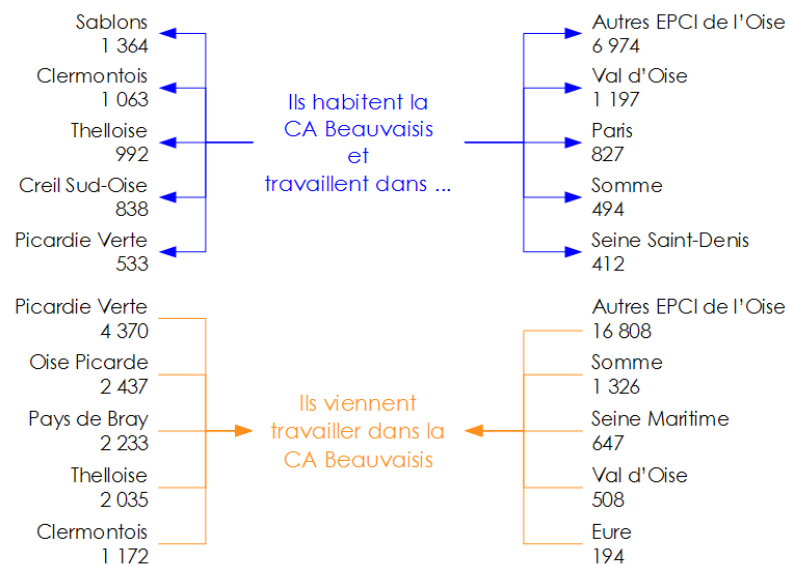 Sablons
1 364
Clermontois
1 063
Thelloise
992
Creil Sud-Oise
838
Picardie Verte
533
Ils habitent la
CA Beauvaisis
et
travaillent dans ...
Autres EPCI de l'Oise
6 974
Val d'Oise
1 197
Paris
827
Somme
494
Seine Saint-Denis
412
Picardie Verte
4 370
Oise Picarde
2 437
Pays de Bray
2 233
Thelloise
2 035
Clermontois
1 172
Ils viennent
travailler dans la
CA Beauvaisis
Autres EPCI de l'Oise
16 808
Somme
1 326
Seine Maritime
647
Val d'Oise
508
Eure
194